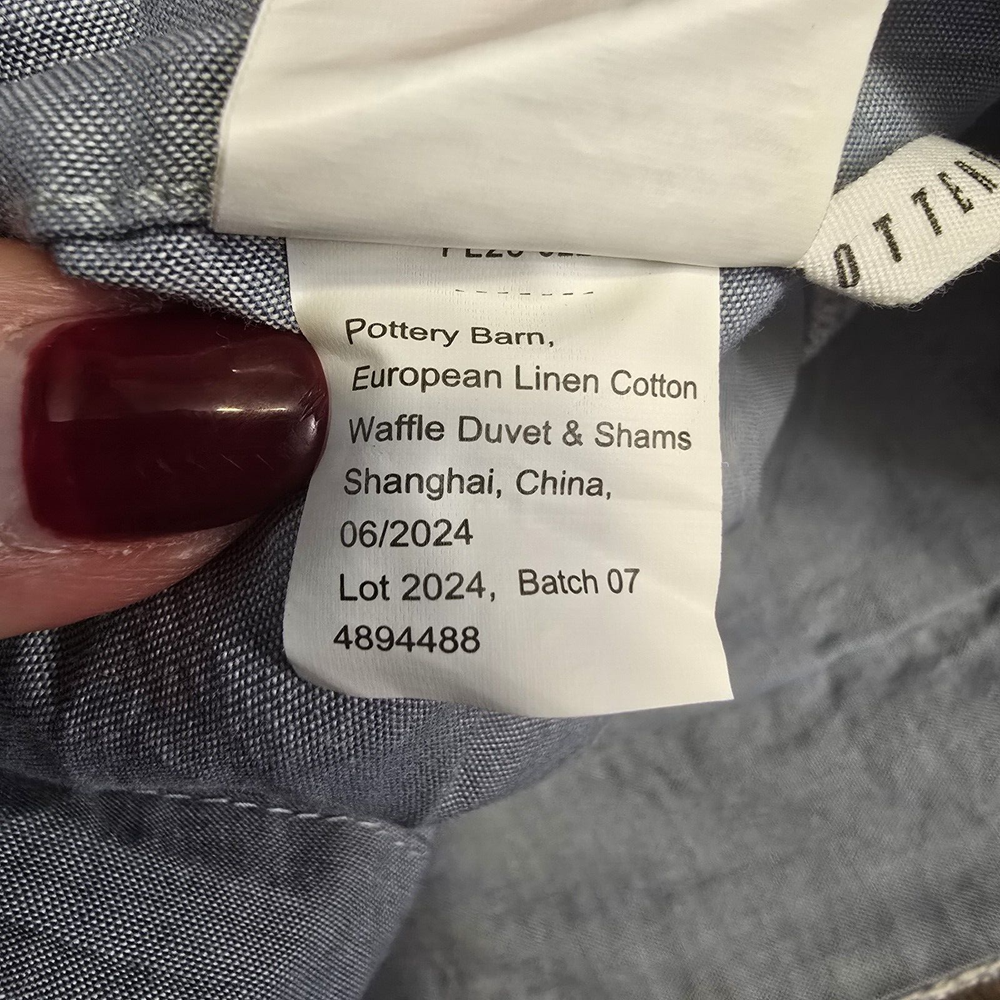 Pottery Barn,
European Linen Cotton
Waffle Duvet & Shams
Shanghai, China,
06/2024
Lot 2024, Batch 07
4894488